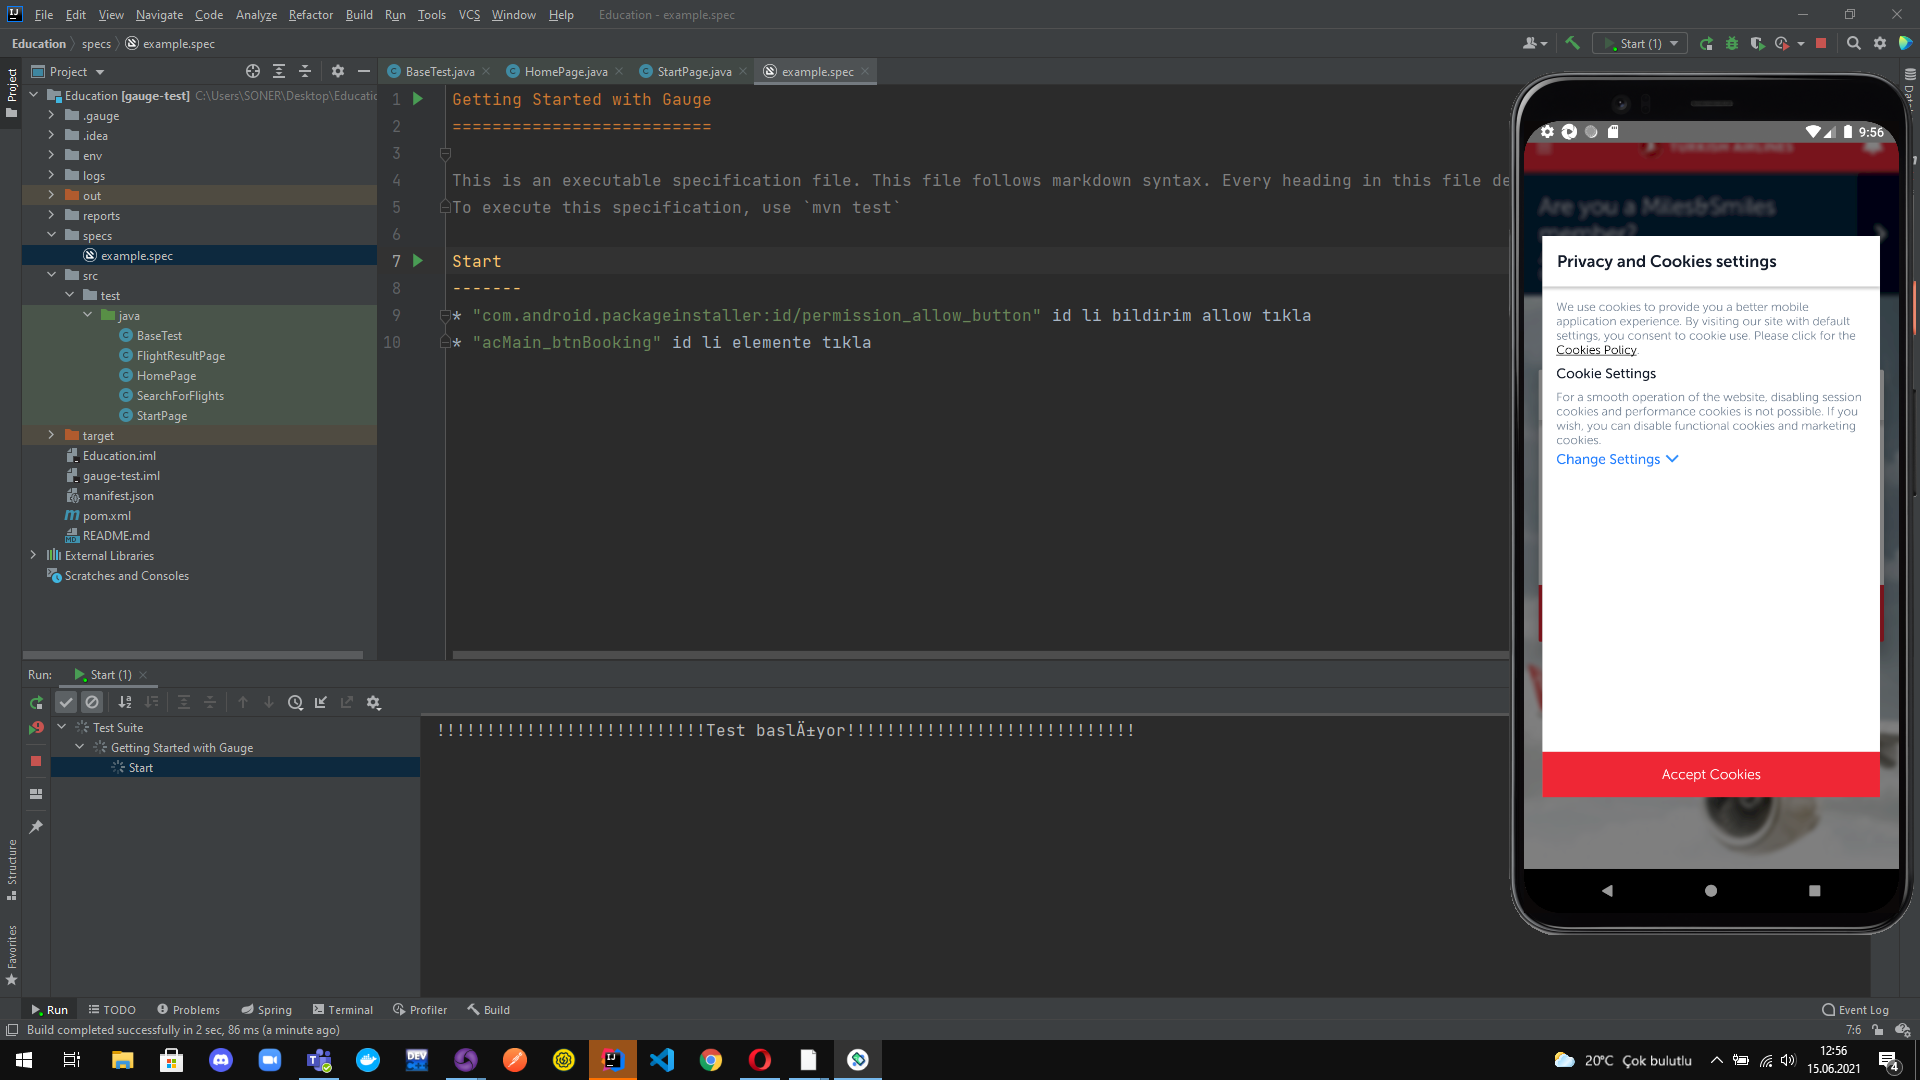 File Edit View Navigate Code Analyze Refactor Build Run Tools VCS Window Help Education - example.spec
Education specs example.spec
Start (1)
Project
BaseTest.java HomePage.java StartPage.java example.spec
Project
Education [gauge-test] C:\Users\SONER\Desktop\Educatic
.gauge
.idea
env
logs
out
reports
specs
example.spec
src
test
java
BaseTest
FlightResultPage
HomePage
SearchForFlights
StartPage
target
Education.iml
gauge-test.iml
manifest.json
pom.xml
README.md
External Libraries
Scratches and Consoles
1 Getting Started with Gauge
2 ==========================
3
4 This is an executable specification file. This file follows markdown syntax. Every heading in this file de
5 To execute this specification, use `mvn test`
6
7 Start
8 -------
9 * "com.android.packageinstaller:id/permission_allow_button" id li bildirim allow tıkla
10 * "acMain_btnBooking" id li elemente tıkla
9:56
TURKISH AIRLINES
Are you a Miles&Smiles
member?
Privacy and Cookies settings
We use cookies to provide you a better mobile
application experience. By visiting our site with default
settings, you consent to cookie use. Please click for the
Cookies Policy.
Cookie Settings
For a smooth operation of the website, disabling session
cookies and performance cookies is not possible. If you
wish, you can disable functional cookies and marketing
cookies.
Change Settings
Accept Cookies
Run: Start (1)
Test Suite
Getting Started with Gauge
Start
!!!!!!!!!!!!!!!!!!!!!!!!!!!Test baslÄ±yor!!!!!!!!!!!!!!!!!!!!!!!!!!!!!
Structure
Favorites
Run TODO Problems Spring Terminal Profiler Build Event Log
Build completed successfully in 2 sec, 86 ms (a minute ago) 7:6
20°C Çok bulutlu
12:56
15.06.2021
4